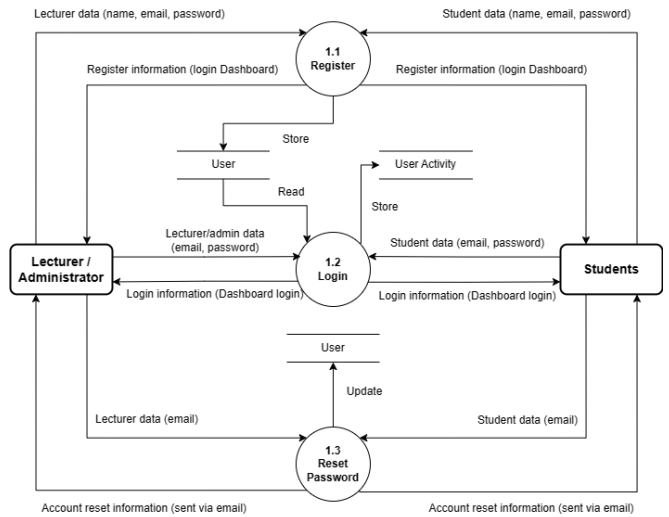 Lecturer data (name, email, password)
Student data (name, email, password)
1.1
Register
Register information (login Dashboard)
Register information (login Dashboard)
Store
User
User Activity
Read
Store
Lecturer/admin data
(email, password)
1.2
Login
Student data (email, password)
Lecturer /
Administrator
Students
Login information (Dashboard login)
Login information (Dashboard login)
User
Update
Lecturer data (email)
Student data (email)
1.3
Reset
Password
Account reset information (sent via email)
Account reset information (sent via email)